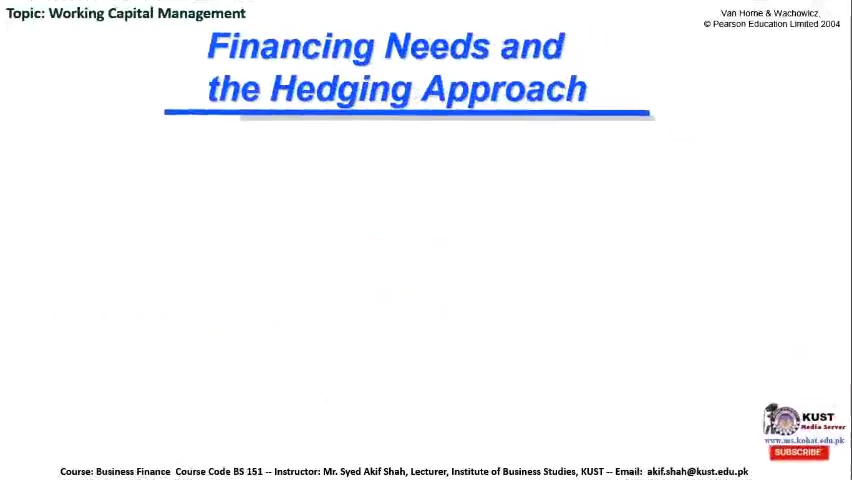 Topic: Working Capital Management
Van Horne & Wachowicz,
© Pearson Education Limited 2004
Financing Needs and
the Hedging Approach
KUST
Media Server
www.ms.kohat.edu.pk
SUBSCRIBE
Course: Business Finance Course Code BS 151 -- Instructor: Mr. Syed Akif Shah, Lecturer, Institute of Business Studies, KUST -- Email: akif.shah@kust.edu.pk